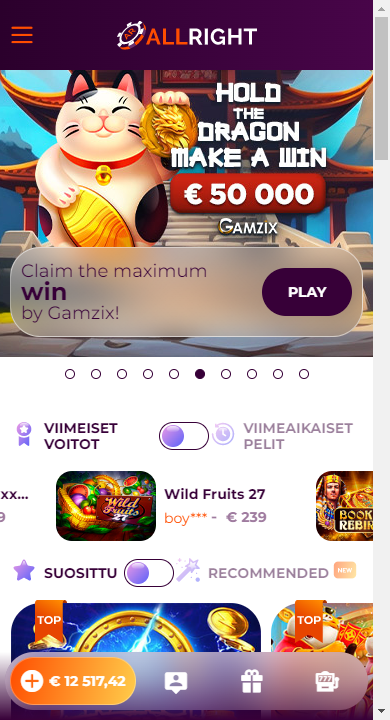 AR ALLRIGHT
HOLD
THE
DRAGON
MAKE A WIN
€ 50 000
GAMZIX
Claim the maximum
win
by Gamzix!
PLAY
VIIMEISET
VOITOT
VIIMEAIKAISET
PELIT
xx...
9
Wild Fruits 27
Wild Fruits 27
boy*** - € 239
BOOK
REBIR
SUOSITTU
RECOMMENDED
NEW
TOP
TOP
€ 12 517,42
777